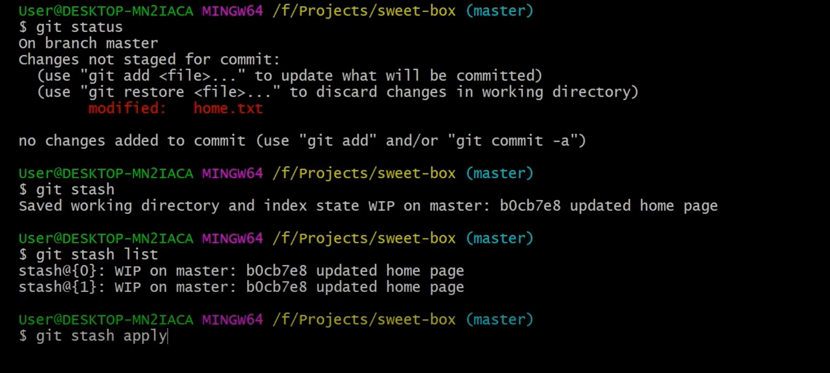 User@DESKTOP-MN2IACA MINGW64 /f/Projects/sweet-box (master)
$ git status
On branch master
Changes not staged for commit:
  (use "git add <file>..." to update what will be committed)
  (use "git restore <file>..." to discard changes in working directory)
        modified:   home.txt

no changes added to commit (use "git add" and/or "git commit -a")

User@DESKTOP-MN2IACA MINGW64 /f/Projects/sweet-box (master)
$ git stash
Saved working directory and index state WIP on master: b0cb7e8 updated home page

User@DESKTOP-MN2IACA MINGW64 /f/Projects/sweet-box (master)
$ git stash list
stash@{0}: WIP on master: b0cb7e8 updated home page
stash@{1}: WIP on master: b0cb7e8 updated home page

User@DESKTOP-MN2IACA MINGW64 /f/Projects/sweet-box (master)
$ git stash apply